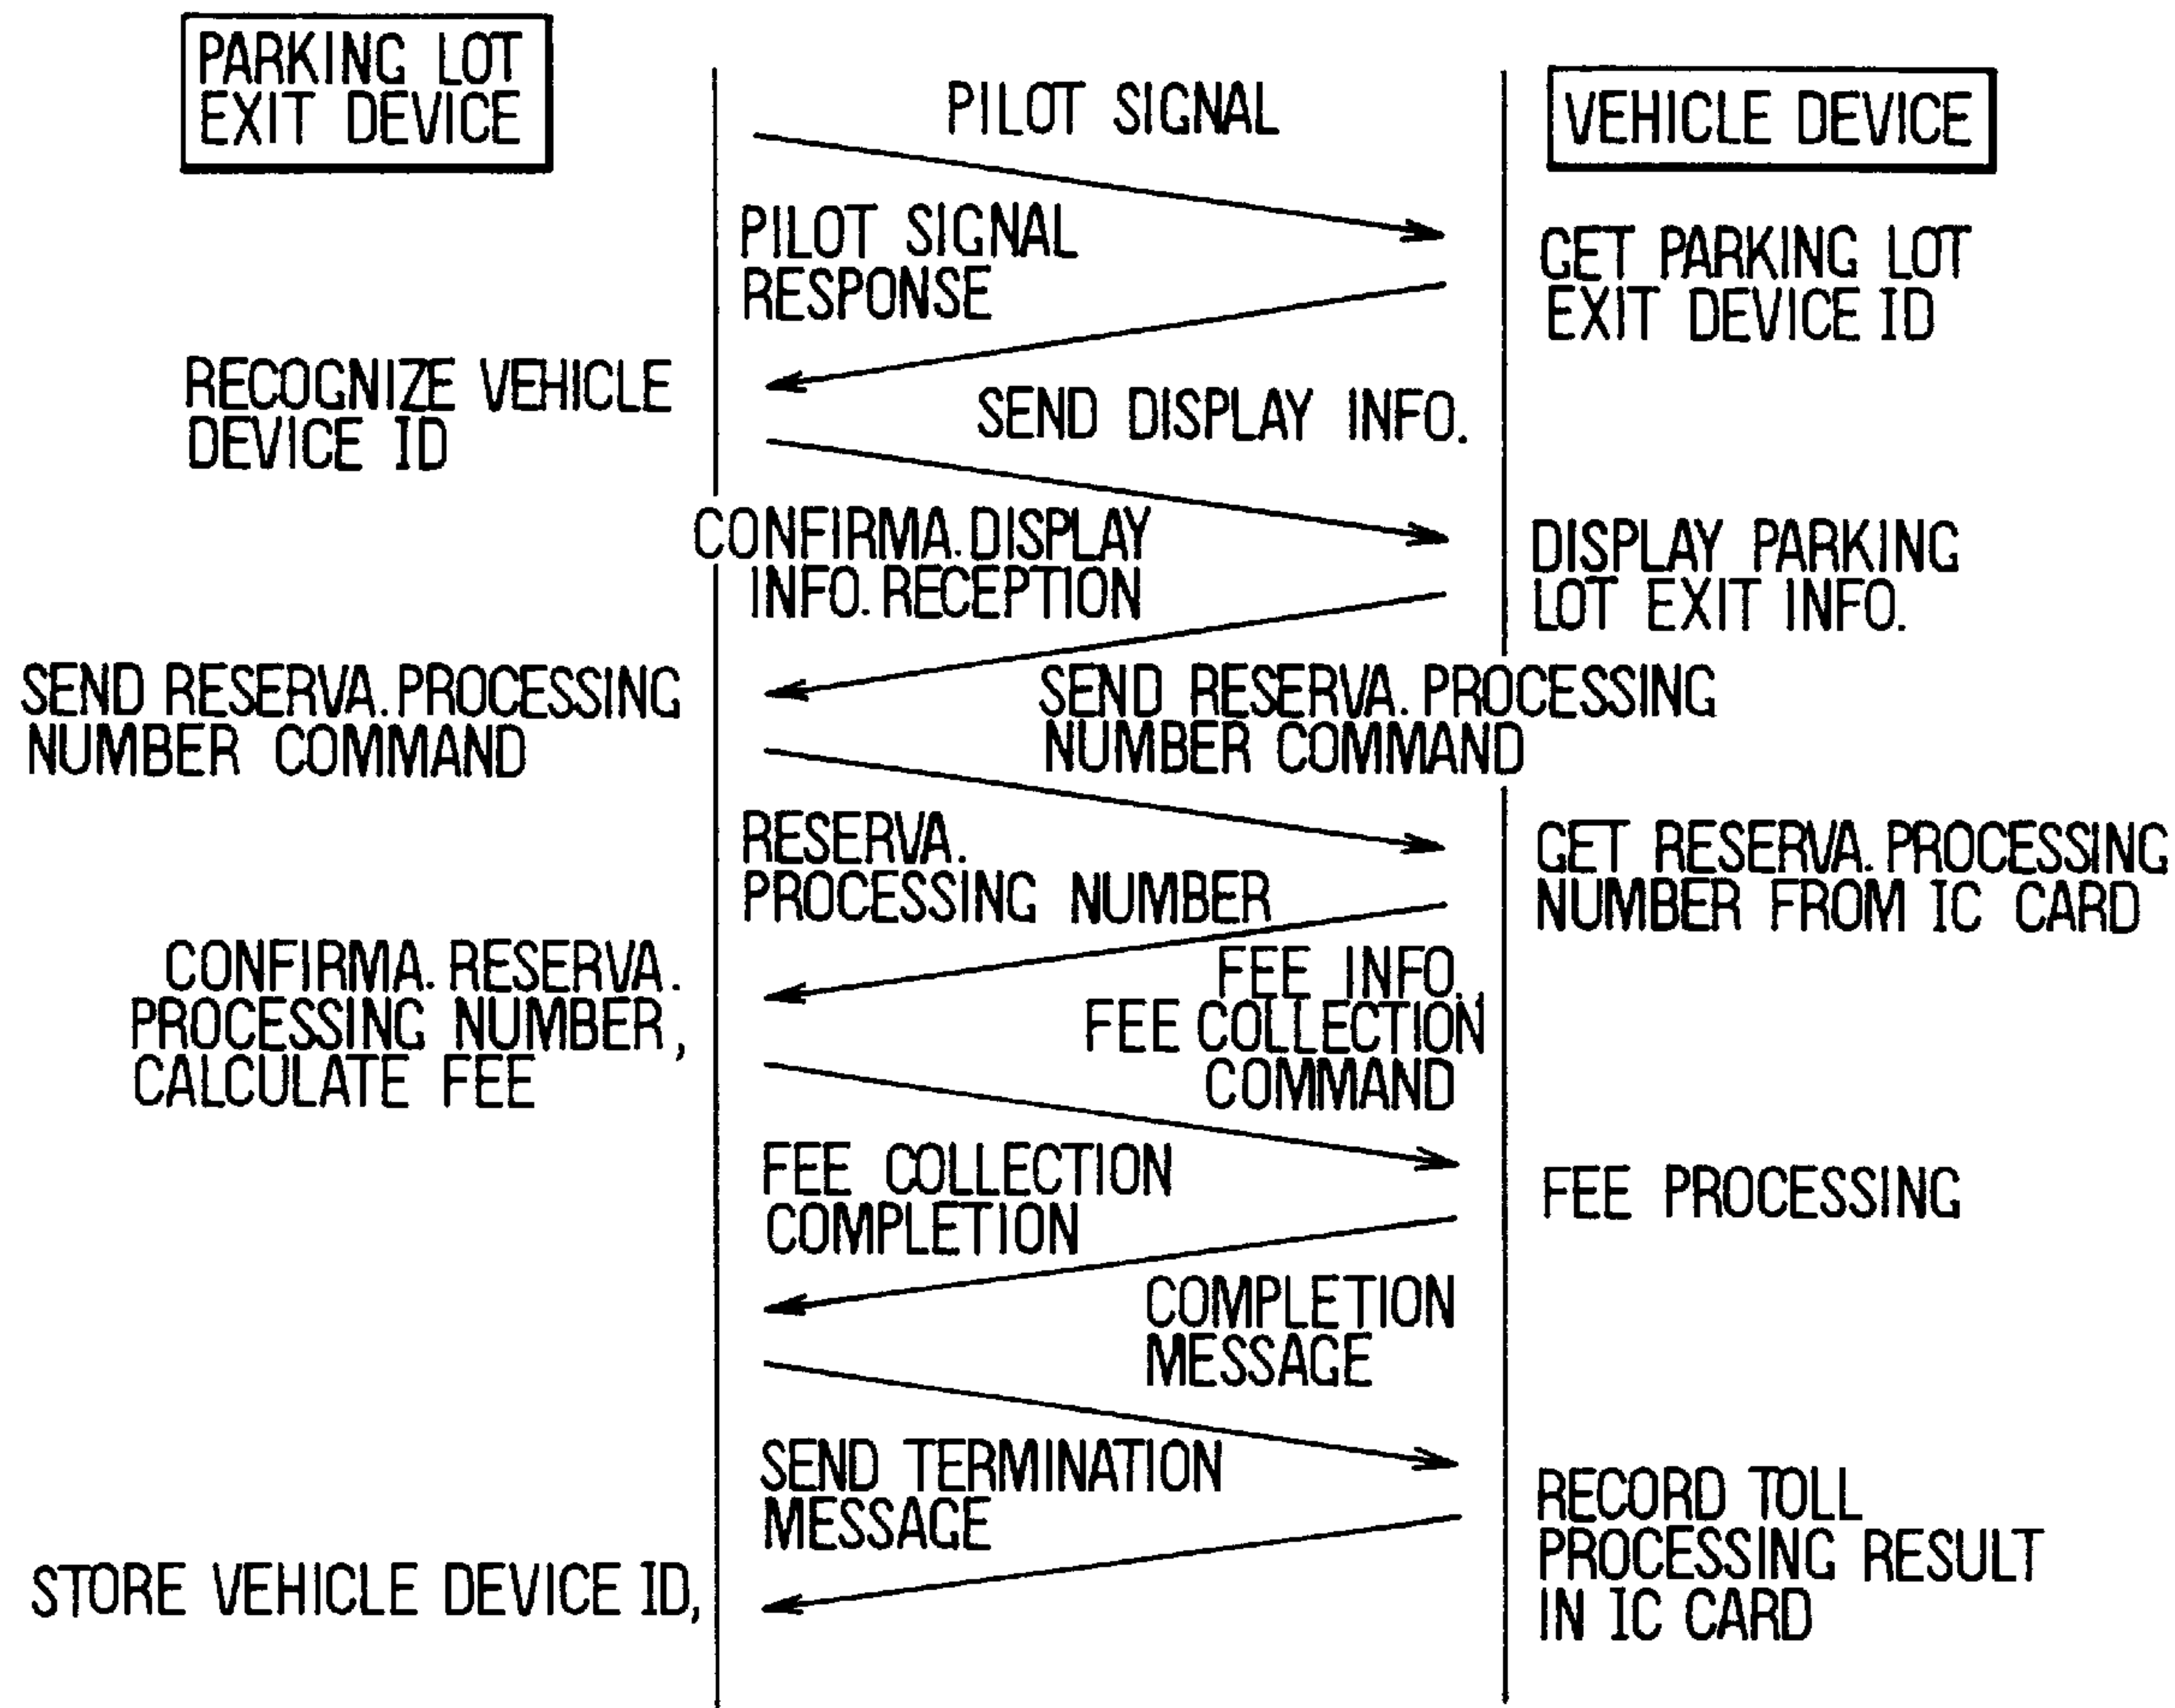 PARKING LOT
EXIT DEVICE
PILOT SIGNAL
VEHICLE DEVICE
PILOT SIGNAL
RESPONSE
GET PARKING LOT
EXIT DEVICE ID
RECOGNIZE VEHICLE
DEVICE ID
SEND DISPLAY INFO.
CONFIRMA. DISPLAY
INFO. RECEPTION
DISPLAY PARKING
LOT EXIT INFO.
SEND RESERVA. PROCESSING
NUMBER COMMAND
SEND RESERVA. PROCESSING
NUMBER COMMAND
RESERVA.
PROCESSING NUMBER
GET RESERVA. PROCESSING
NUMBER FROM IC CARD
CONFIRMA. RESERVA.
PROCESSING NUMBER,
CALCULATE FEE
FEE INFO.,
FEE COLLECTION
COMMAND
FEE COLLECTION
COMPLETION
FEE PROCESSING
COMPLETION
MESSAGE
SEND TERMINATION
MESSAGE
RECORD TOLL
PROCESSING RESULT
IN IC CARD
STORE VEHICLE DEVICE ID,